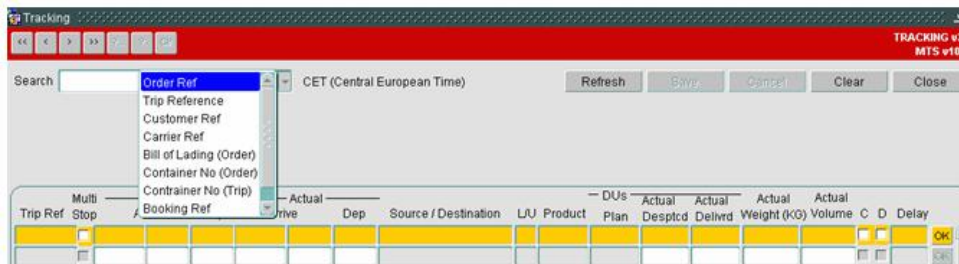 Tracking
<< < > >>
TRACKING
MTS
Search
CET (Central European Time)
Refresh Save Cancel Clear Close
Order Ref
Trip Reference
Customer Ref
Carrier Ref
Bill of Lading (Order)
Container No (Order)
Contrainer No (Trip)
Booking Ref
Multi Actual DUs Actual Actual Actual Actual
Trip Ref Stop Dep Source / Destination L/U Product Plan Desptcd Delivrd Weight (KG) Volume C D Delay
OK
OK